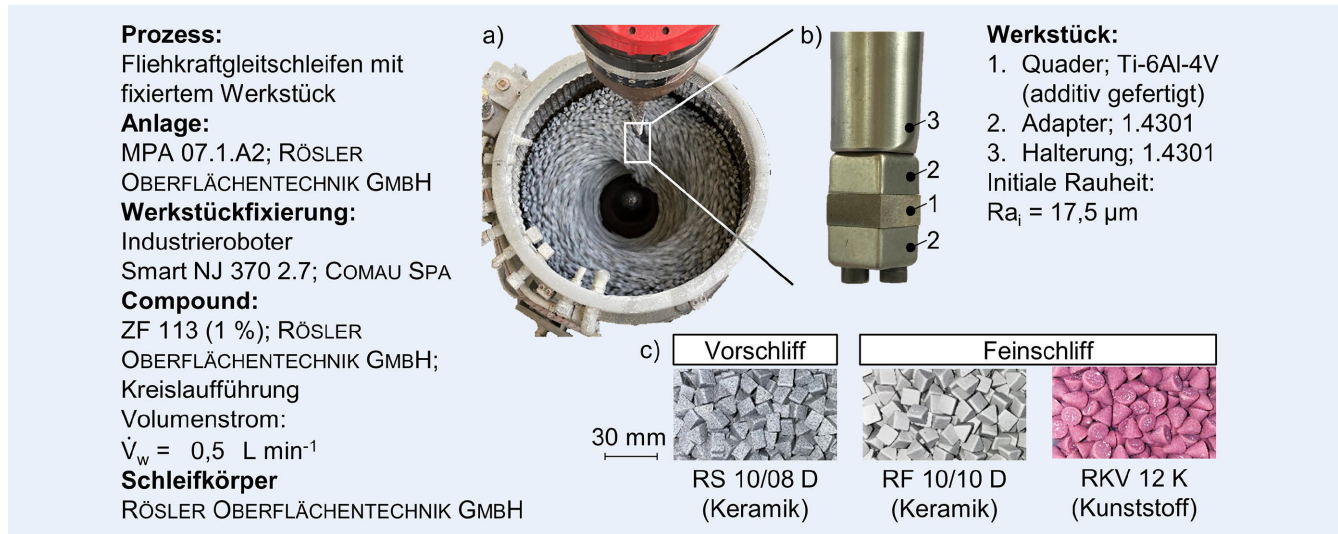 Prozess:
Fliehkraftgleitschleifen mit
fixiertem Werkstück
Anlage:
MPA 07.1.A2; RÖSLER
OBERFLÄCHENTECHNIK GMBH
Werkstückfixierung:
Industrieroboter
Smart NJ 370 2.7; COMAU SPA
Compound:
ZF 113 (1 %); RÖSLER
OBERFLÄCHENTECHNIK GMBH;
Kreislaufführung
Volumenstrom:
V̇w = 0,5 L min-1
Schleifkörper
RÖSLER OBERFLÄCHENTECHNIK GMBH
a)
b)
3
2
1
2
Werkstück:
1. Quader; Ti-6Al-4V
(additiv gefertigt)
2. Adapter; 1.4301
3. Halterung; 1.4301
Initiale Rauheit:
Rai = 17,5 µm
c)
Vorschliff
Feinschliff
30 mm
RS 10/08 D
(Keramik)
RF 10/10 D
(Keramik)
RKV 12 K
(Kunststoff)